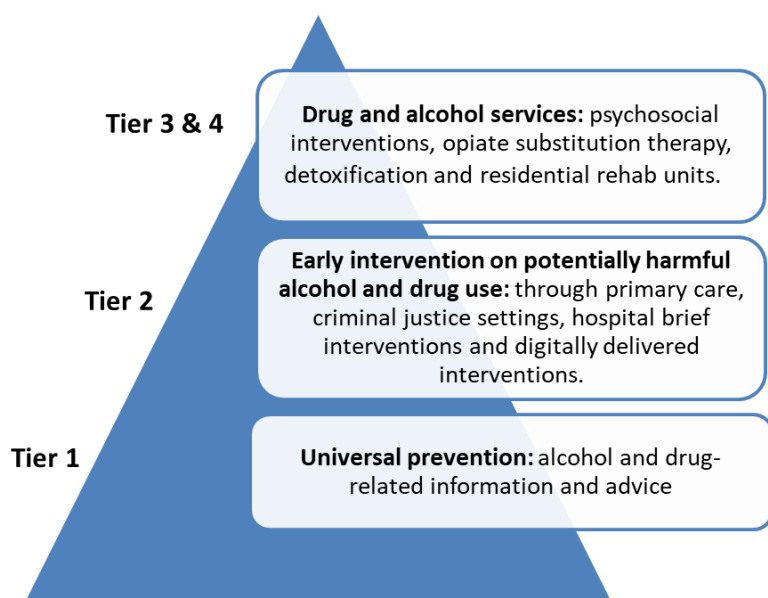 Tier 3 & 4
Drug and alcohol services: psychosocial
interventions, opiate substitution therapy,
detoxification and residential rehab units.
Tier 2
Early intervention on potentially harmful
alcohol and drug use: through primary care,
criminal justice settings, hospital brief
interventions and digitally delivered
interventions.
Tier 1
Universal prevention: alcohol and drug-
related information and advice